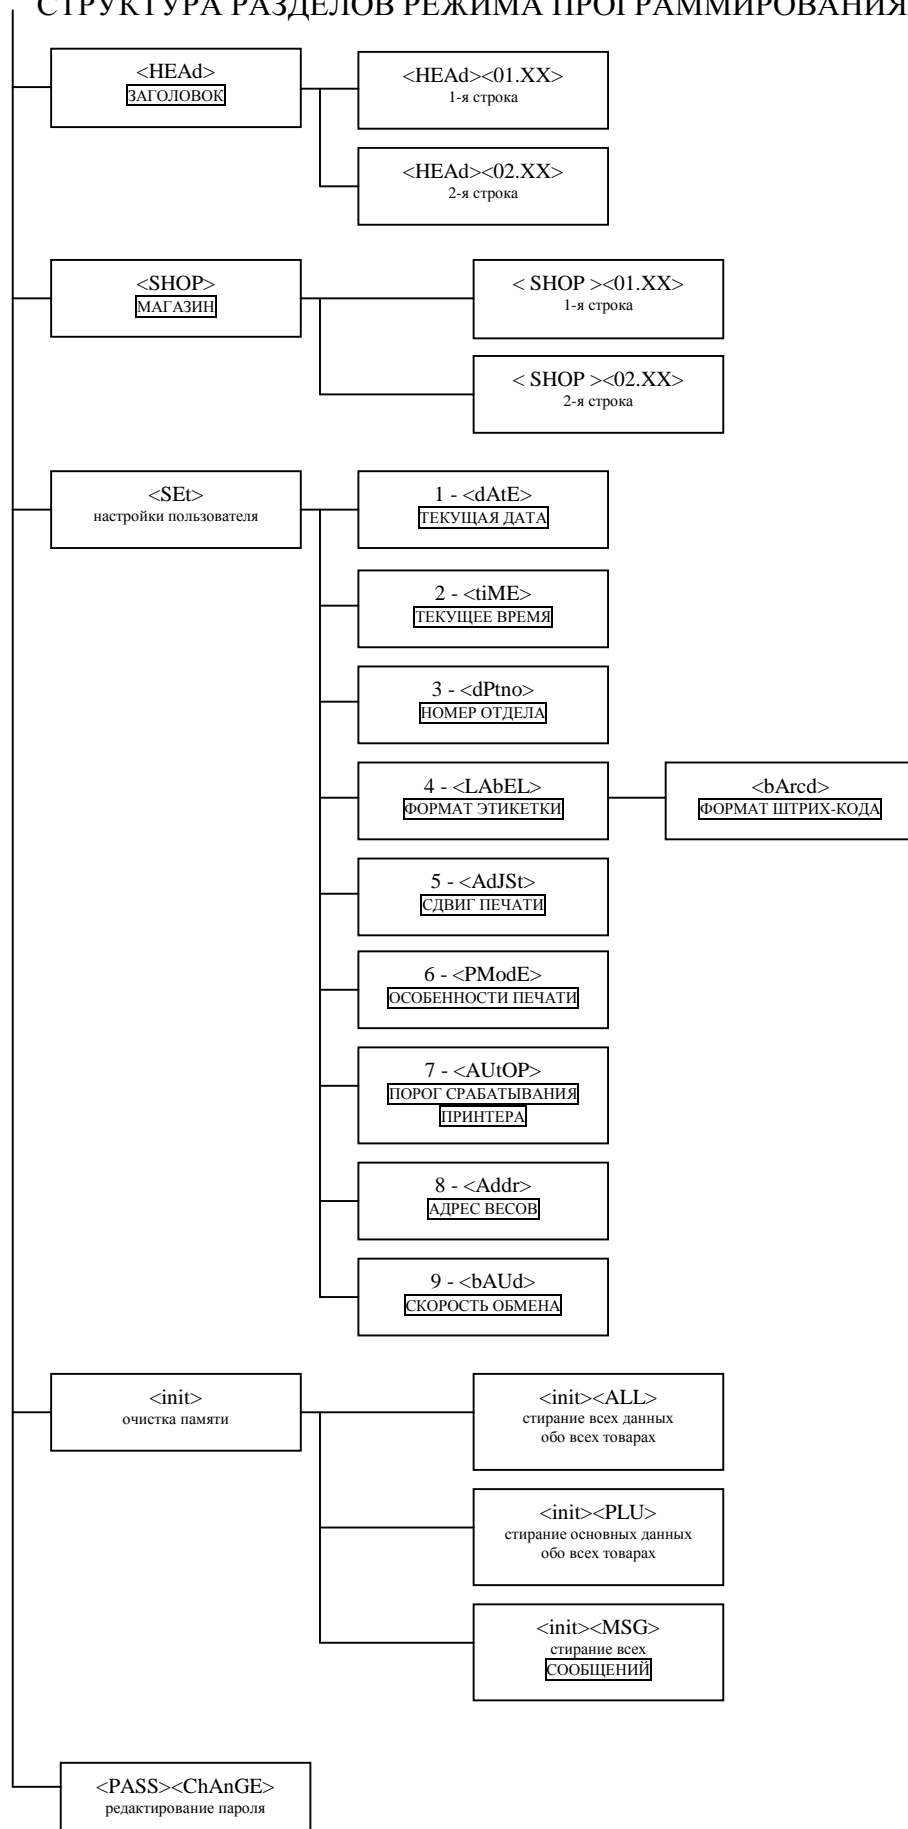 СТРУКТУРА РАЗДЕЛОВ РЕЖИМА ПРОГРАММИРОВАНИЯ
<HEAd>
ЗАГОЛОВОК
<HEAd><01.XX>
1-я строка
<HEAd><02.XX>
2-я строка
<SHOP>
МАГАЗИН
< SHOP ><01.XX>
1-я строка
< SHOP ><02.XX>
2-я строка
<SEt>
настройки пользователя
1 - <dAtE>
ТЕКУЩАЯ ДАТА
2 - <tiME>
ТЕКУЩЕЕ ВРЕМЯ
3 - <dPtno>
НОМЕР ОТДЕЛА
4 - <LAbEL>
ФОРМАТ ЭТИКЕТКИ
<bArcd>
ФОРМАТ ШТРИХ-КОДА
5 - <AdJSt>
СДВИГ ПЕЧАТИ
6 - <PModE>
ОСОБЕННОСТИ ПЕЧАТИ
7 - <AUtOP>
ПОРОГ СРАБАТЫВАНИЯ
ПРИНТЕРА
8 - <Addr>
АДРЕС ВЕСОВ
9 - <bAUd>
СКОРОСТЬ ОБМЕНА
<init>
очистка памяти
<init><ALL>
стирание всех данных
обо всех товарах
<init><PLU>
стирание основных данных
обо всех товарах
<init><MSG>
стирание всех
СООБЩЕНИЙ
<PASS><ChAnGE>
редактирование пароля